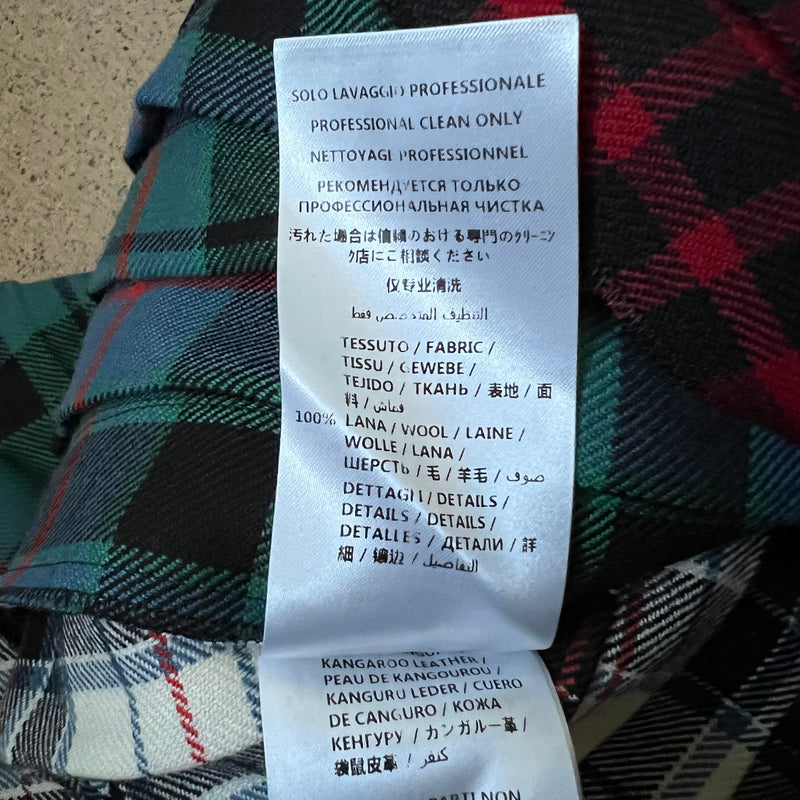 SOLO LAVAGGIO PROFESSIONALE
PROFESSIONAL CLEAN ONLY
NETTOYAGE PROFESSIONNEL
РЕКОМЕНДУЕТСЯ ТОЛЬКО
ПРОФЕССИОНАЛЬНАЯ ЧИСТКА
汚れた場合は信頼のおける専門のクリーニン
グ店にご相談ください
仅专业清洗
التنظيف المتخصص فقط
TESSUTO / FABRIC /
TISSU / GEWEBE /
TEJIDO / ТКАНЬ / 表地 / 面
料 / قماش
100% LANA / WOOL / LAINE /
WOLLE / LANA /
ШЕРСТЬ / 毛 / 羊毛 / صوف
DETTAGLI / DETAILS /
DETAILS / DETAILS /
DETALLES / ДЕТАЛИ / 詳
細 / 镶边 / التفاصيل
KANGAROO LEATHER /
PEAU DE KANGOUROU /
KANGURU LEDER / CUERO
DE CANGURO / КОЖА
КЕНГУРУ / カンガルー革 /
袋鼠皮革 / كنغر
PARTI NON